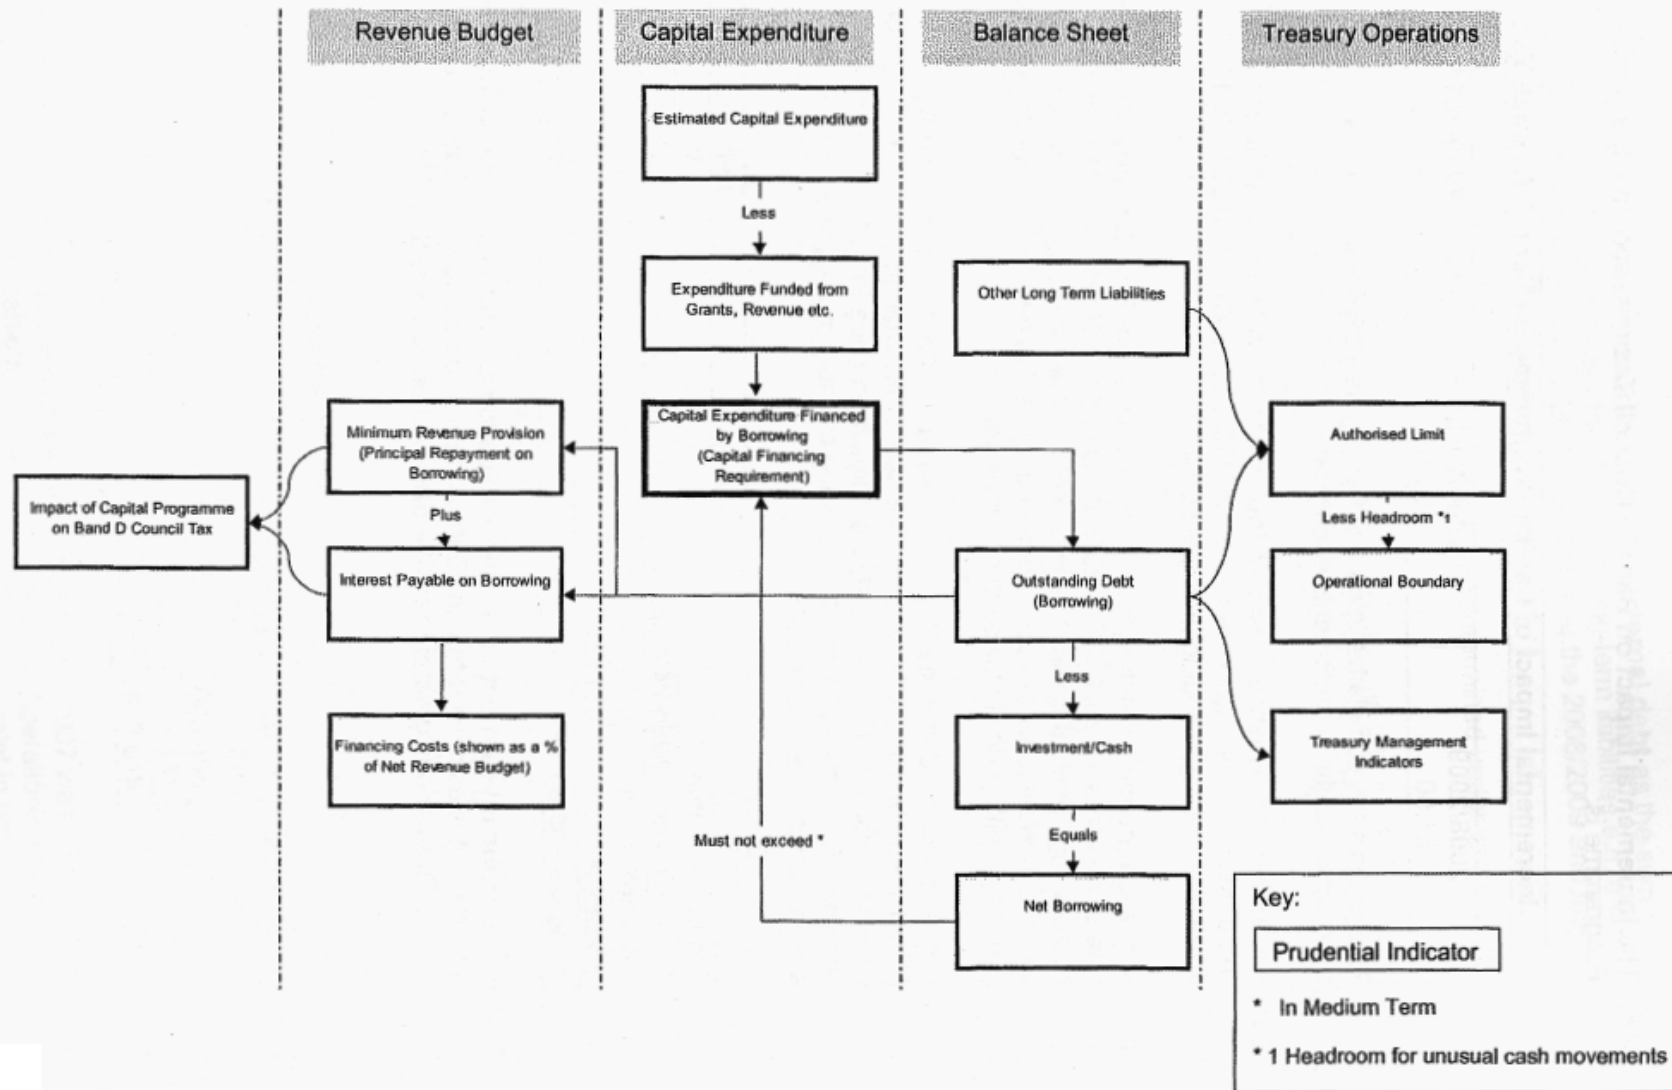 Revenue Budget
Capital Expenditure
Balance Sheet
Treasury Operations
Estimated Capital Expenditure
Less
Expenditure Funded from
Grants, Revenue etc.
Other Long Term Liabilities
Minimum Revenue Provision
(Principal Repayment on
Borrowing)
Capital Expenditure Financed
by Borrowing
(Capital Financing
Requirement)
Authorised Limit
Impact of Capital Programme
on Band D Council Tax
Plus
Less Headroom *1
Interest Payable on Borrowing
Outstanding Debt
(Borrowing)
Operational Boundary
Less
Financing Costs (shown as a %
of Net Revenue Budget)
Investment/Cash
Treasury Management
Indicators
Must not exceed *
Equals
Net Borrowing
Key:
Prudential Indicator
* In Medium Term
* 1 Headroom for unusual cash movements